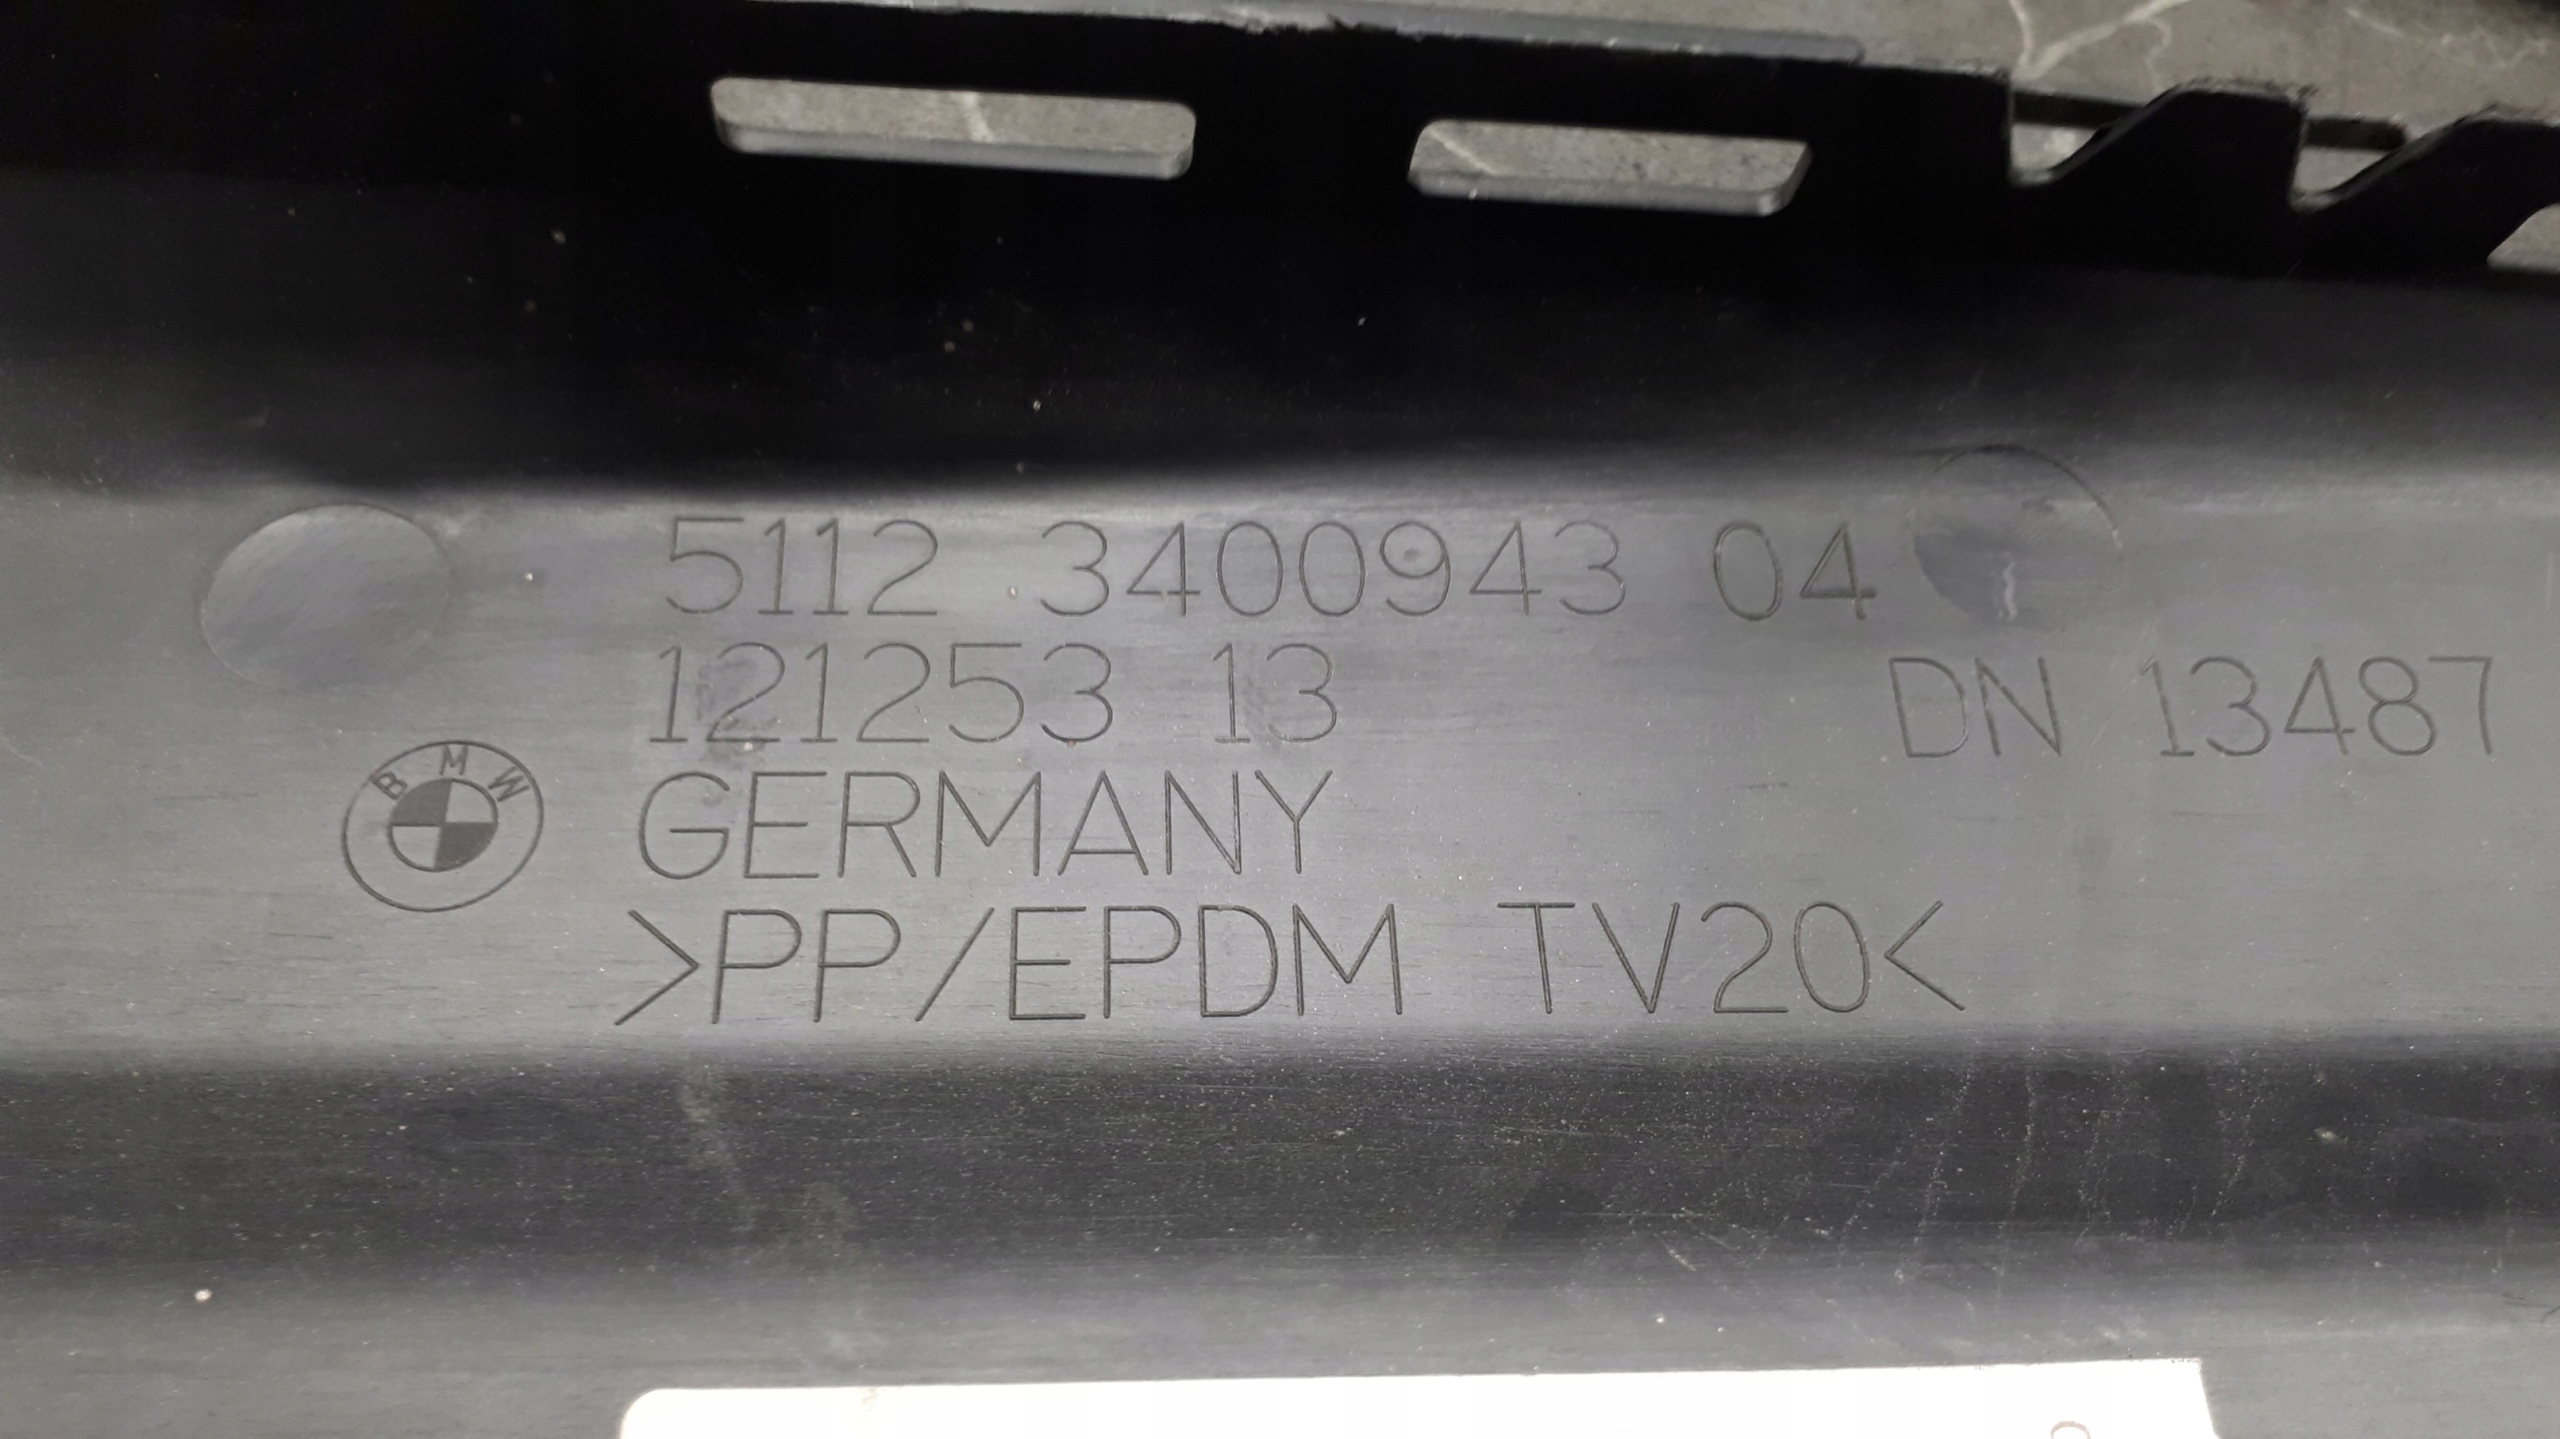 5112 3400943 04
121253 13
DN 13487
BMW
GERMANY
>PP/EPDM TV20<